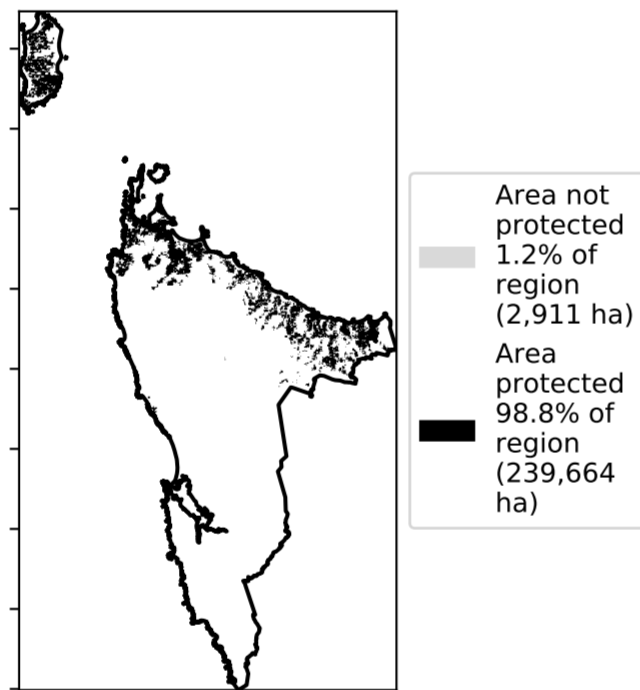 Area not
protected
1.2% of
region
(2,911 ha)
Area
protected
98.8% of
region
(239,664
ha)